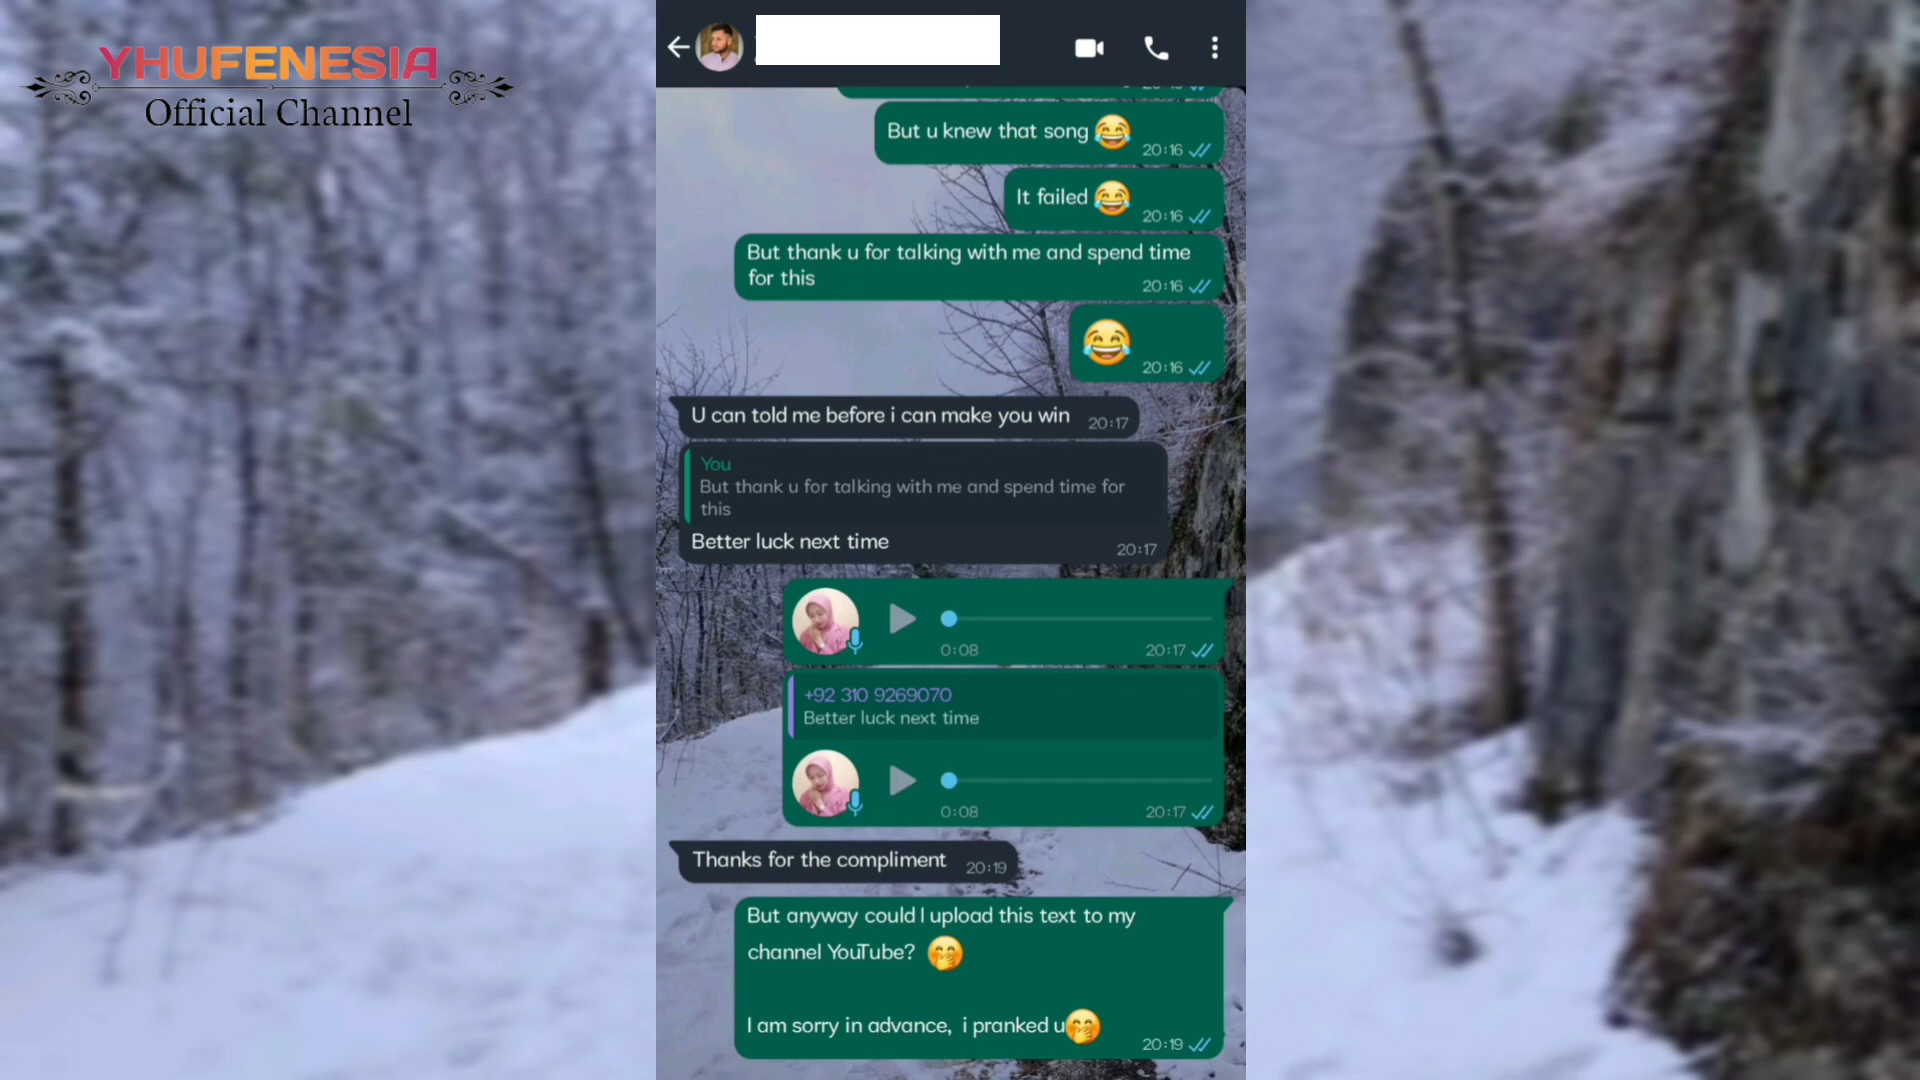 YHUFENESIA
Official Channel
But u knew that song 😂
20:16
It failed 😂
20:16
But thank u for talking with me and spend time
for this
20:16
😂
20:16
U can told me before i can make you win
20:17
You
But thank u for talking with me and spend time for
this
Better luck next time
20:17
0:08
20:17
+92 310 9269070
Better luck next time
0:08
20:17
Thanks for the compliment
20:19
But anyway could I upload this text to my
channel YouTube? 🤭
I am sorry in advance, i pranked u🤭
20:19